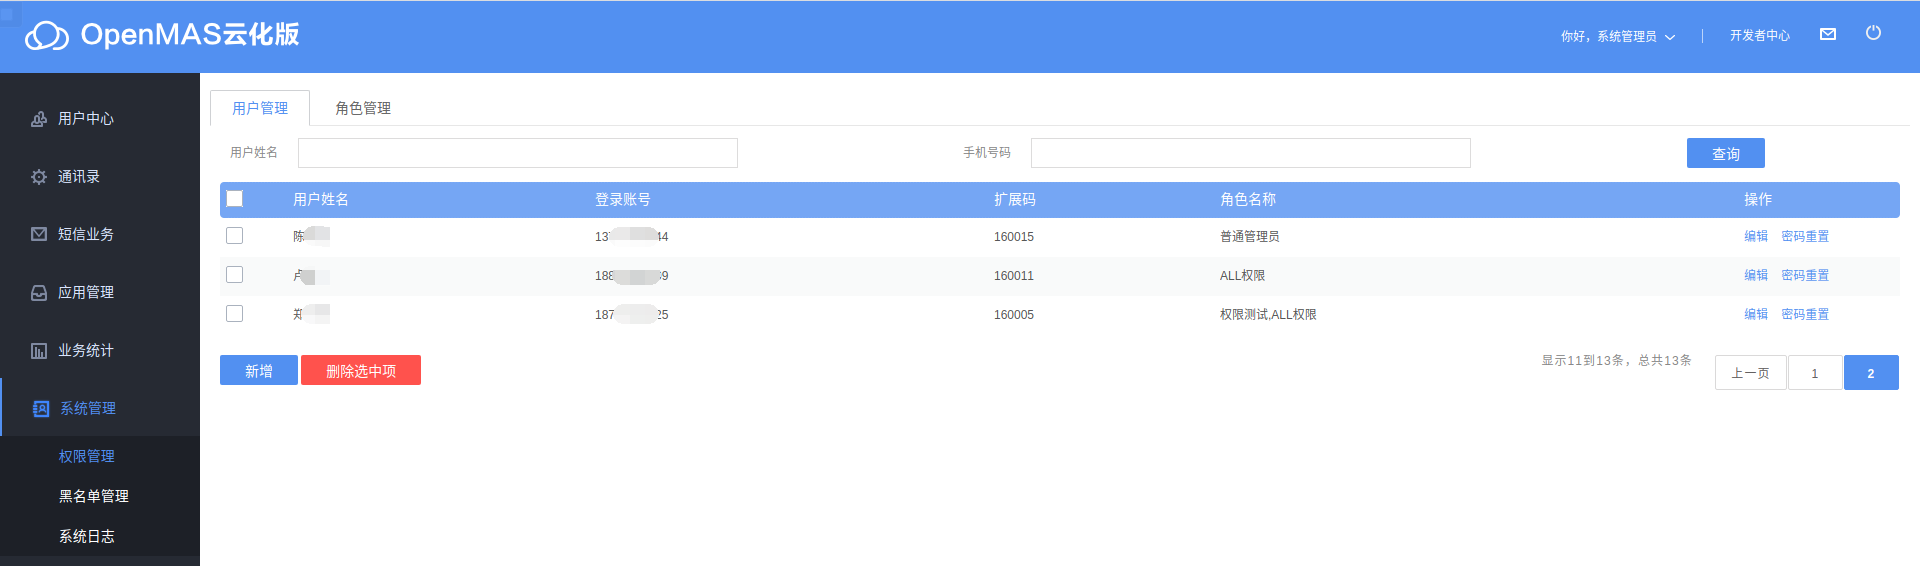 OpenMAS云化版
你好，系统管理员
开发者中心
用户中心
通讯录
短信业务
应用管理
业务统计
系统管理
权限管理
黑名单管理
系统日志
用户管理 角色管理
用户姓名 手机号码 查询
用户姓名 登录账号 扩展码 角色名称 操作
陈 13 44 160015 普通管理员 编辑 密码重置
卢 188 9 160011 ALL权限 编辑 密码重置
郑 187 25 160005 权限测试,ALL权限 编辑 密码重置
新增 删除选中项
显示11到13条，总共13条 上一页 1 2